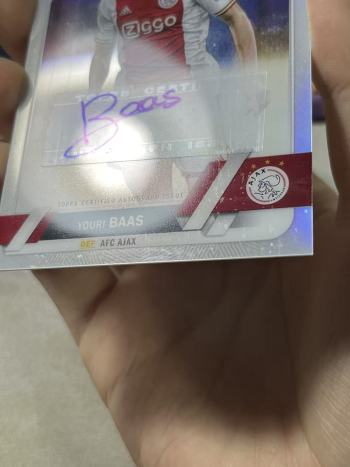 Ziggo
Baas
TOPPS CERTIFIED AUTOGRAPH ISSUE
AJAX
YOURI BAAS
DEF AFC AJAX